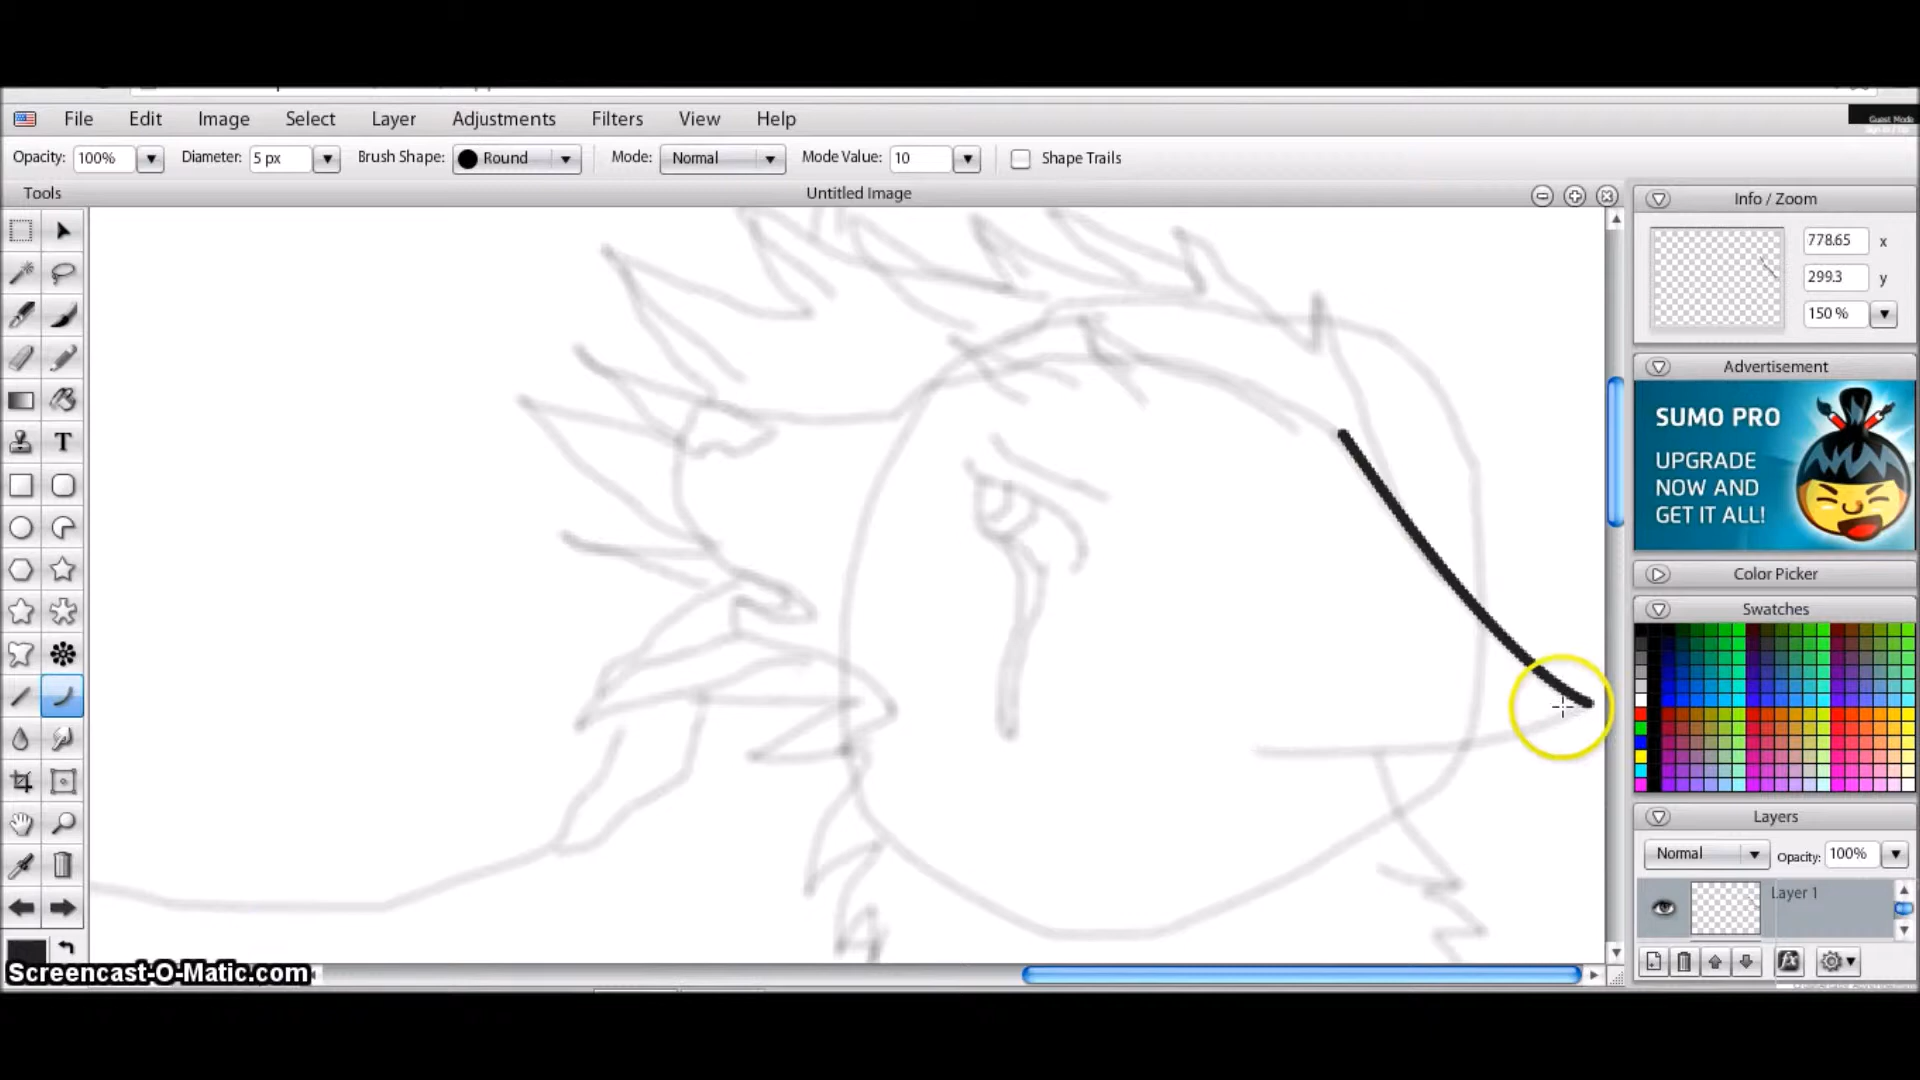 Guest Mode
File Edit Image Select Layer Adjustments Filters View Help
Opacity: 100% Diameter: 5 px Brush Shape: Round Mode: Normal Mode Value: 10 Shape Trails
Tools
Untitled Image
Info / Zoom
778.65 x
299.3 y
150 %
Advertisement
SUMO PRO
UPGRADE
NOW AND
GET IT ALL!
Color Picker
Swatches
Layers
Normal Opacity: 100%
Layer 1
T
Screencast-O-Matic.com